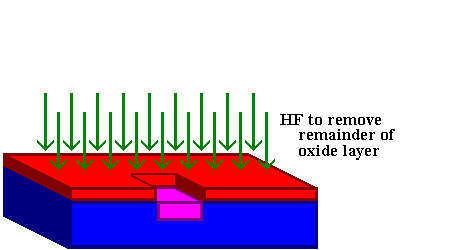 HF to remove
remainder of
oxide layer